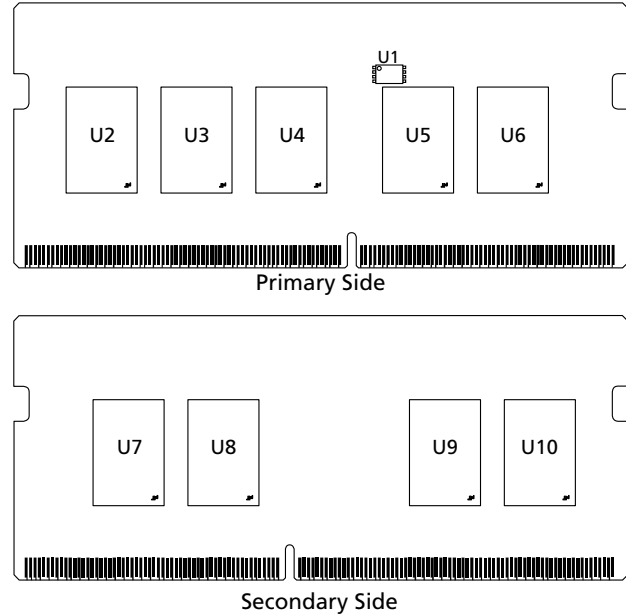 U1
U2 U3 U4 U5 U6
Primary Side
U7 U8 U9 U10
Secondary Side